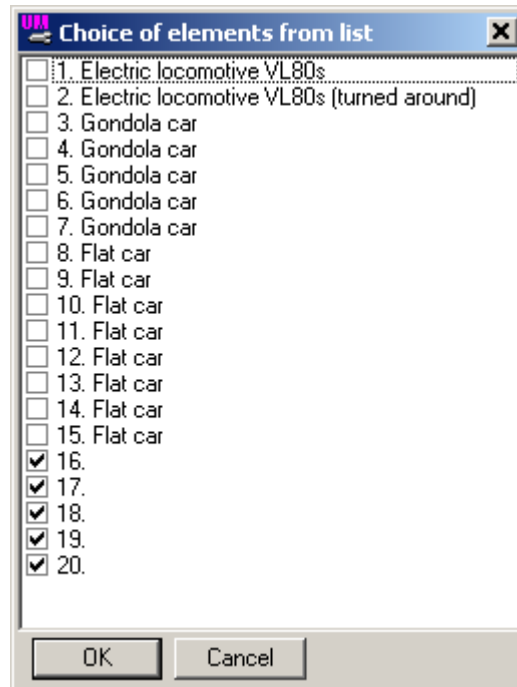 UM
Choice of elements from list
1. Electric locomotive VL80s
2. Electric locomotive VL80s (turned around)
3. Gondola car
4. Gondola car
5. Gondola car
6. Gondola car
7. Gondola car
8. Flat car
9. Flat car
10. Flat car
11. Flat car
12. Flat car
13. Flat car
14. Flat car
15. Flat car
16.
17.
18.
19.
20.
OK
Cancel